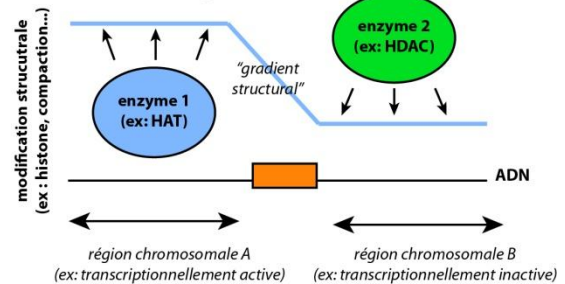 modification strucutrale
(ex : histone, compaction...)
enzyme 1
(ex: HAT)
"gradient
structural"
enzyme 2
(ex: HDAC)
ADN
région chromosomale A
(ex: transcriptionnellement active)
région chromosomale B
(ex: transcriptionnelement inactive)